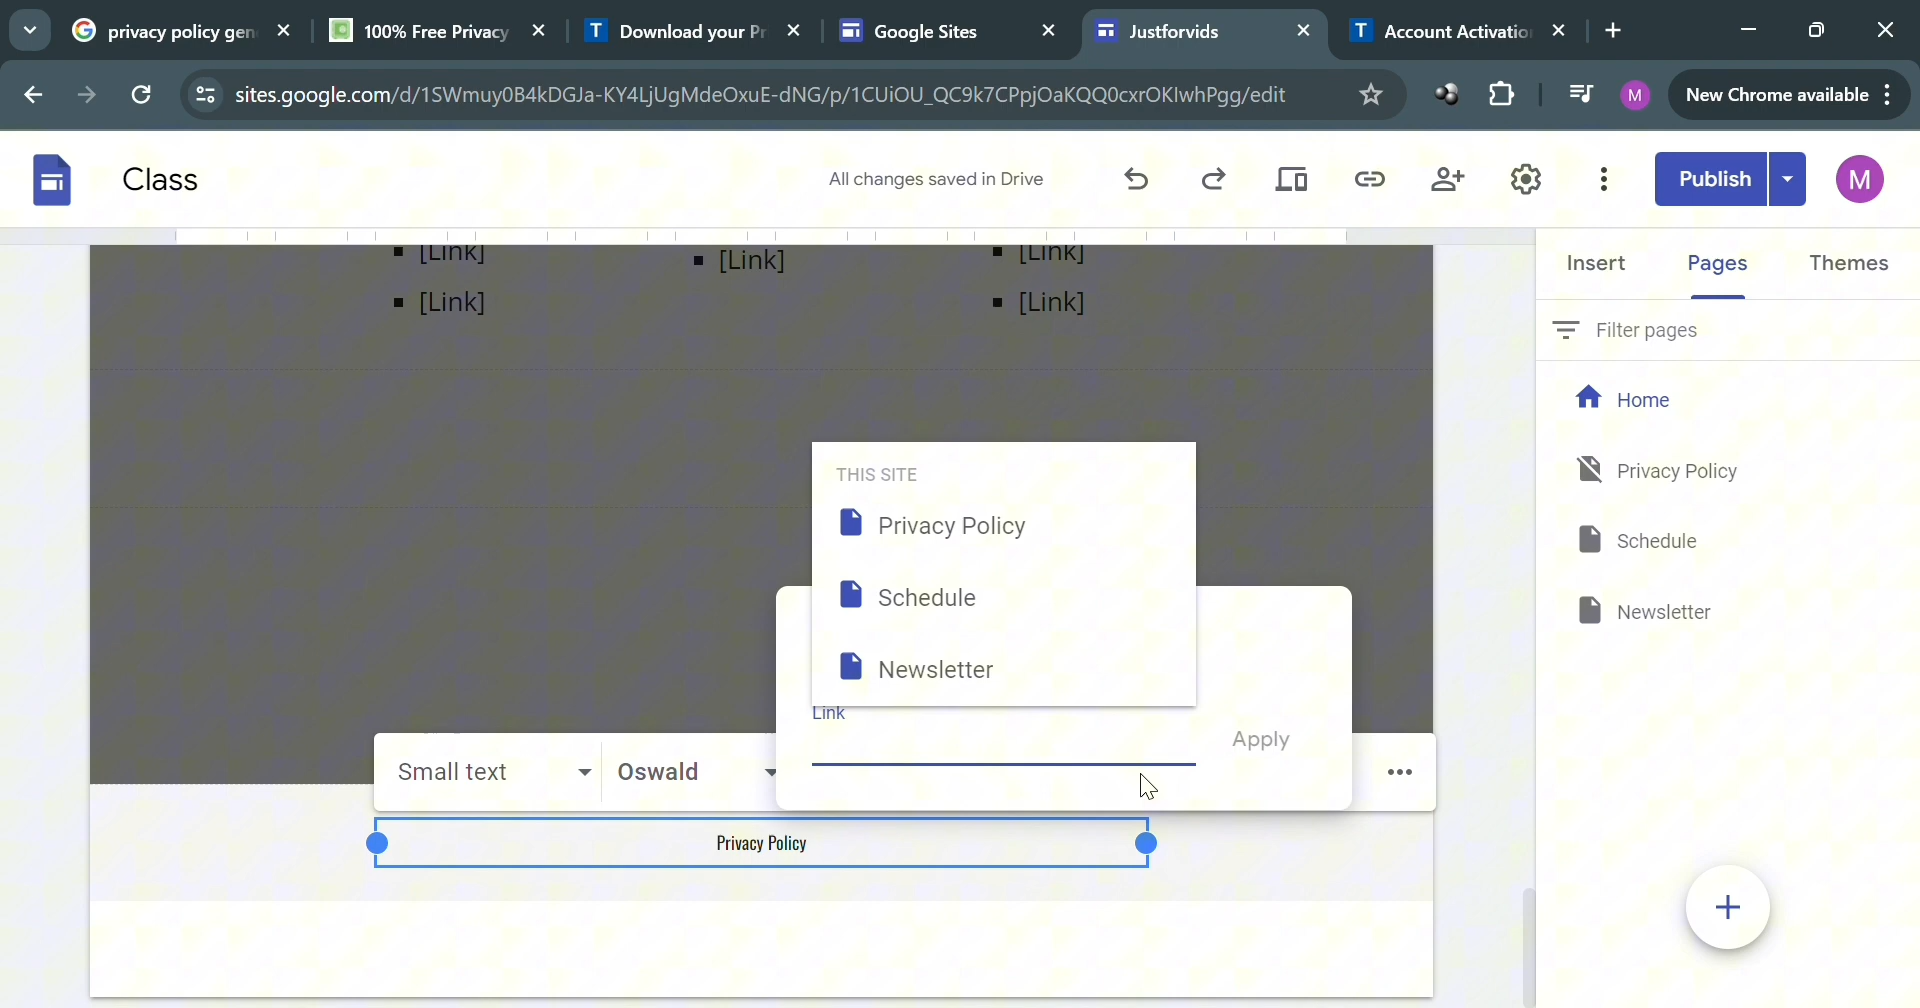 privacy policy gen
100% Free Privacy
Download your Pr
Google Sites
Justforvids
Account Activatio
sites.google.com/d/1SWmuy0B4kDGJa-KY4LjUgMdeOxuE-dNG/p/1CUiOU_QC9k7CPpjOaKQQ0cxrOKlwhPgg/edit
M
New Chrome available
Class
All changes saved in Drive
Publish
M
Insert
Pages
Themes
Filter pages
Home
Privacy Policy
Schedule
Newsletter
[Link]
[Link]
[Link]
[Link]
[Link]
THIS SITE
Privacy Policy
Schedule
Newsletter
Link
Apply
Small text
Oswald
Privacy Policy